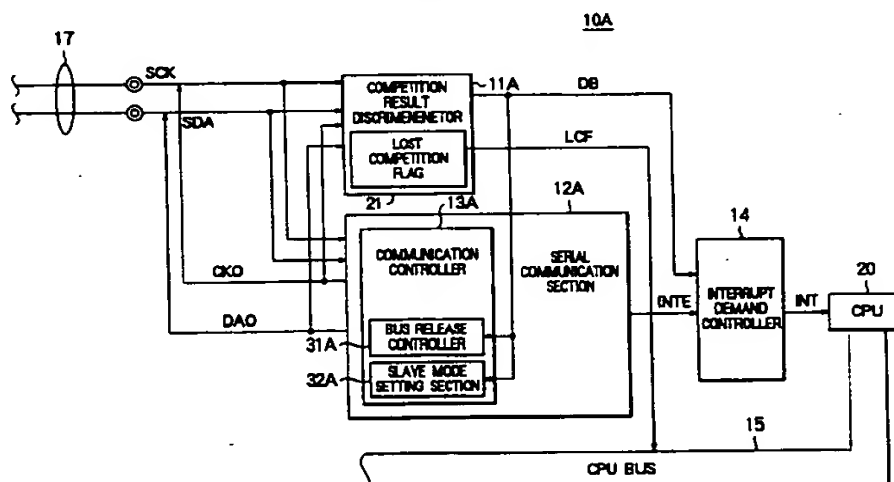 10A
17
SCK
SDA
COMPETITION
RESULT
DISCRIMENENETOR
11A
DB
LOST
COMPETITION
FLAG
LCF
21
13A
12A
14
COMMUNICATION
CONTROLLER
SERIAL
COMMUNICATION
SECTION
CKO
DAO
INTE
INTERRUPT
DEMAND
CONTROLLER
INT
20
CPU
31A
BUS RELEASE
CONTROLLER
32A
SLAVE MODE
SETTING SECTION
15
CPU BUS